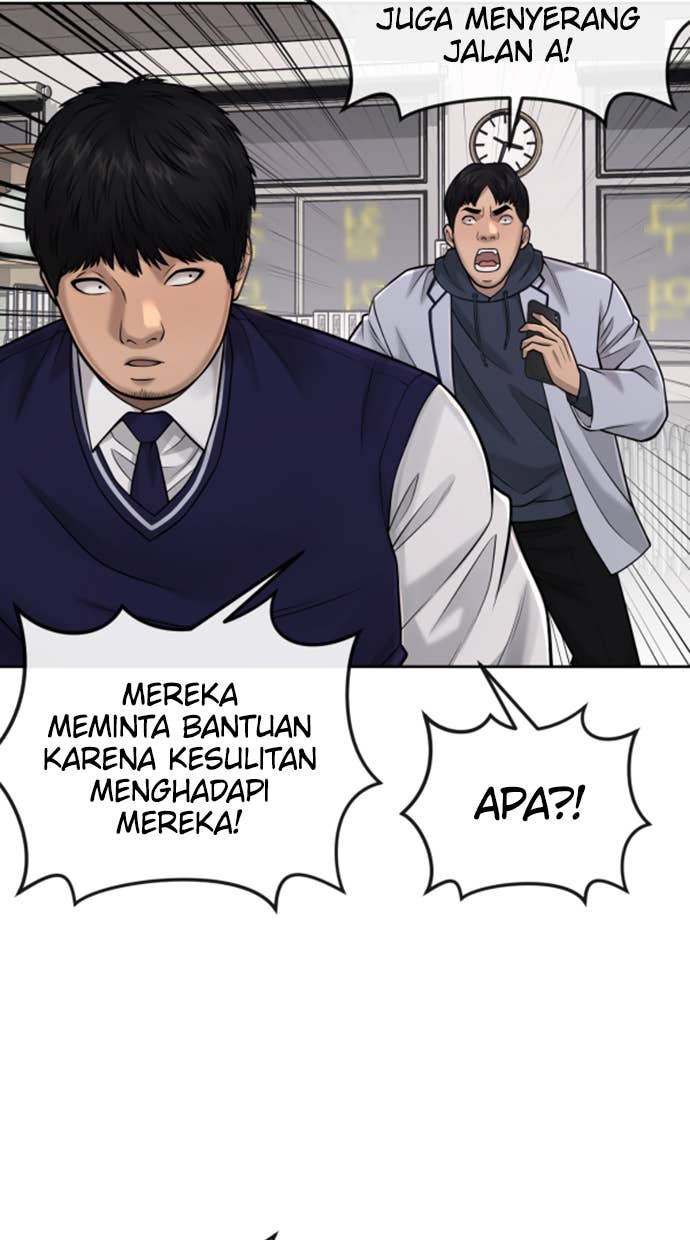 JUGA MENYERANG
JALAN A!
MEREKA
MEMINTA BANTUAN
KARENA KESULITAN
MENGHADAPI
MEREKA!
APA?!